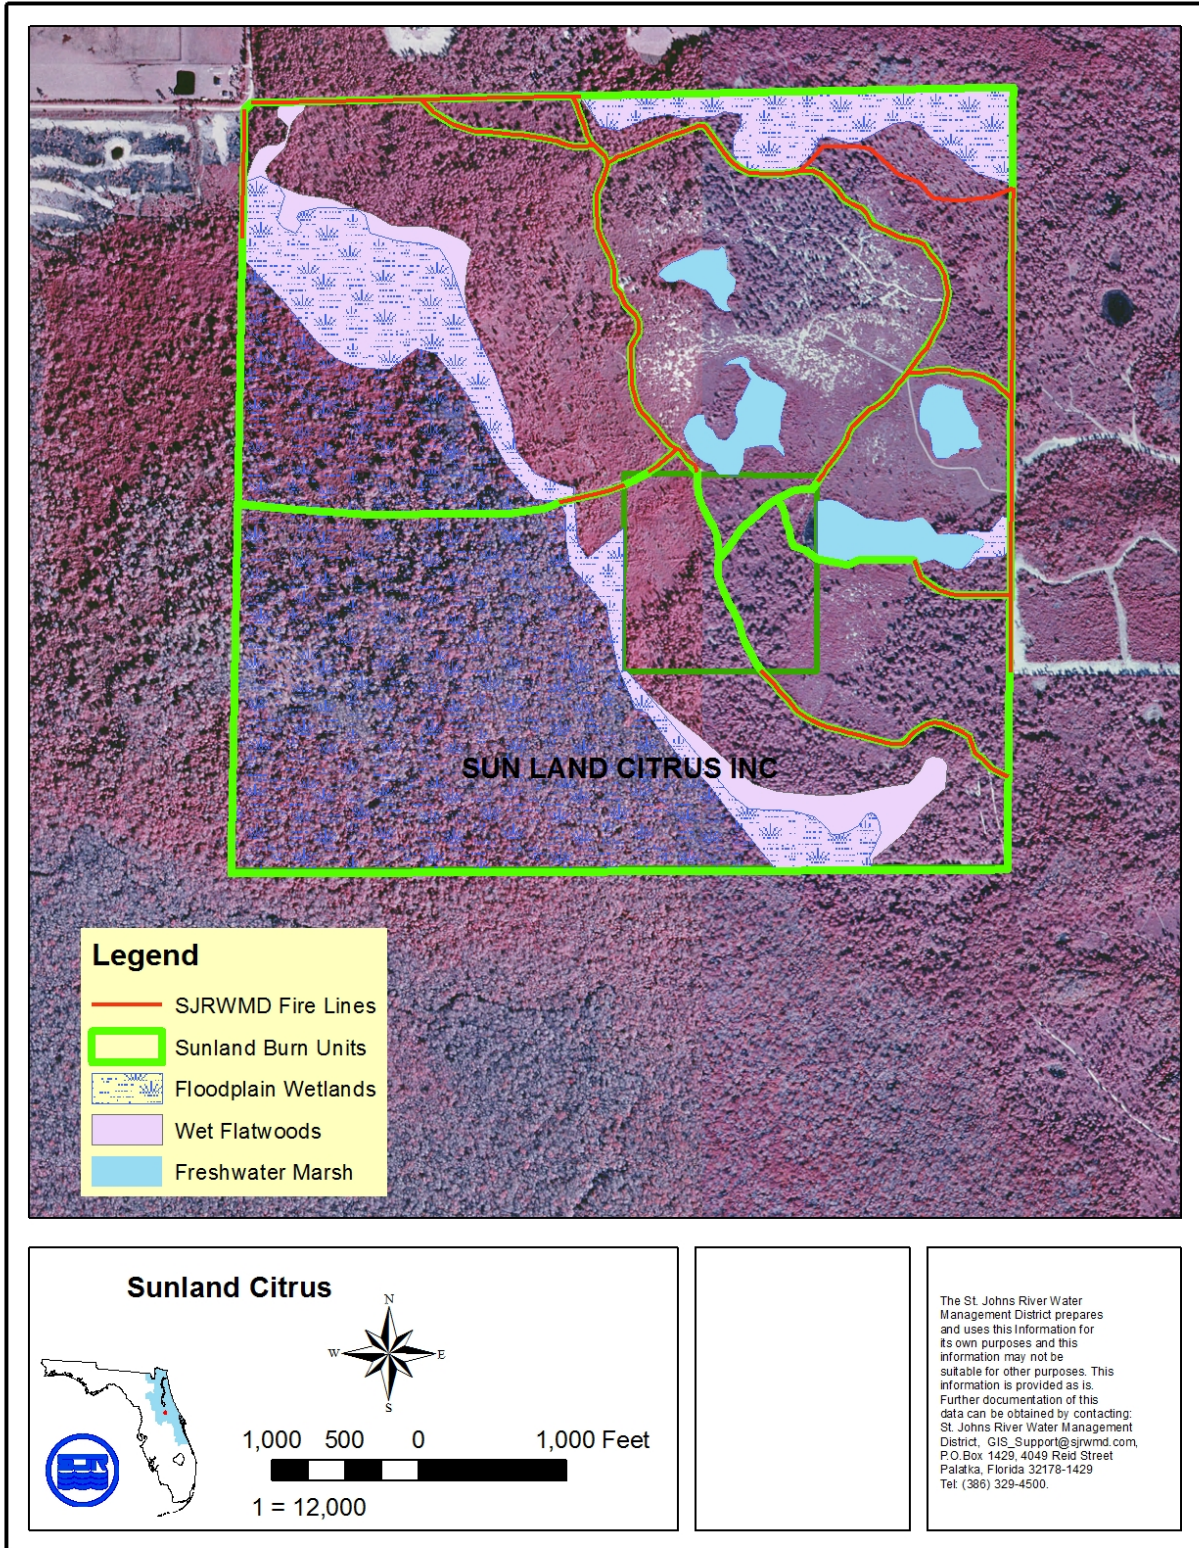 SUN LAND CITRUS INC
Legend
SJRWMD Fire Lines
Sunland Burn Units
Floodplain Wetlands
Wet Flatwoods
Freshwater Marsh
Sunland Citrus
N
W
E
S
1,000 500 0 1,000 Feet
1 = 12,000
The St. Johns River Water
Management District prepares
and uses this information for
its own purposes and this
information may not be
suitable for other purposes. This
information is provided as is.
Further documentation of this
data can be obtained by contacting:
St. Johns River Water Management
District, GIS_Support@sjrwmd.com,
P.O.Box 1429, 4049 Reid Street
Palatka, Florida 32178-1429
Tel: (386) 329-4500.